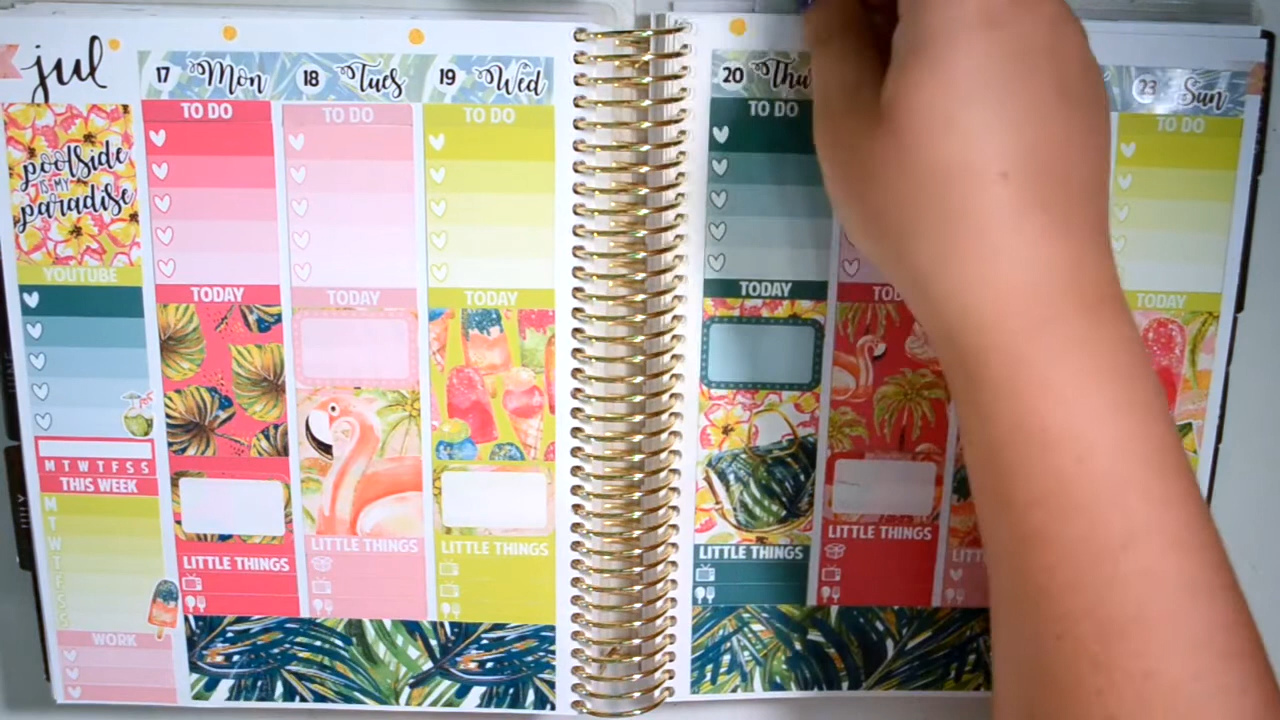 jul
17 Mon
18 Tues
19 Wed
20 Thu
23 Sun
TO DO
TO DO
TO DO
TO DO
TO DO
poolside
IS MY
paradise
YOUTUBE
TODAY
TODAY
TODAY
TODAY
TOD
TODAY
M T W T F S S
THIS WEEK
M
T
W
T
F
S
S
LITTLE THINGS
LITTLE THINGS
LITTLE THINGS
LITTLE THINGS
LITTLE THINGS
LITT
WORK